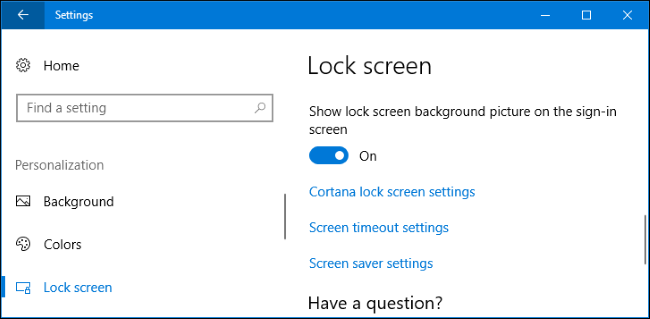 Settings
Home
Find a setting
Personalization
Background
Colors
Lock screen
Lock screen
Show lock screen background picture on the sign-in
screen
On
Cortana lock screen settings
Screen timeout settings
Screen saver settings
Have a question?